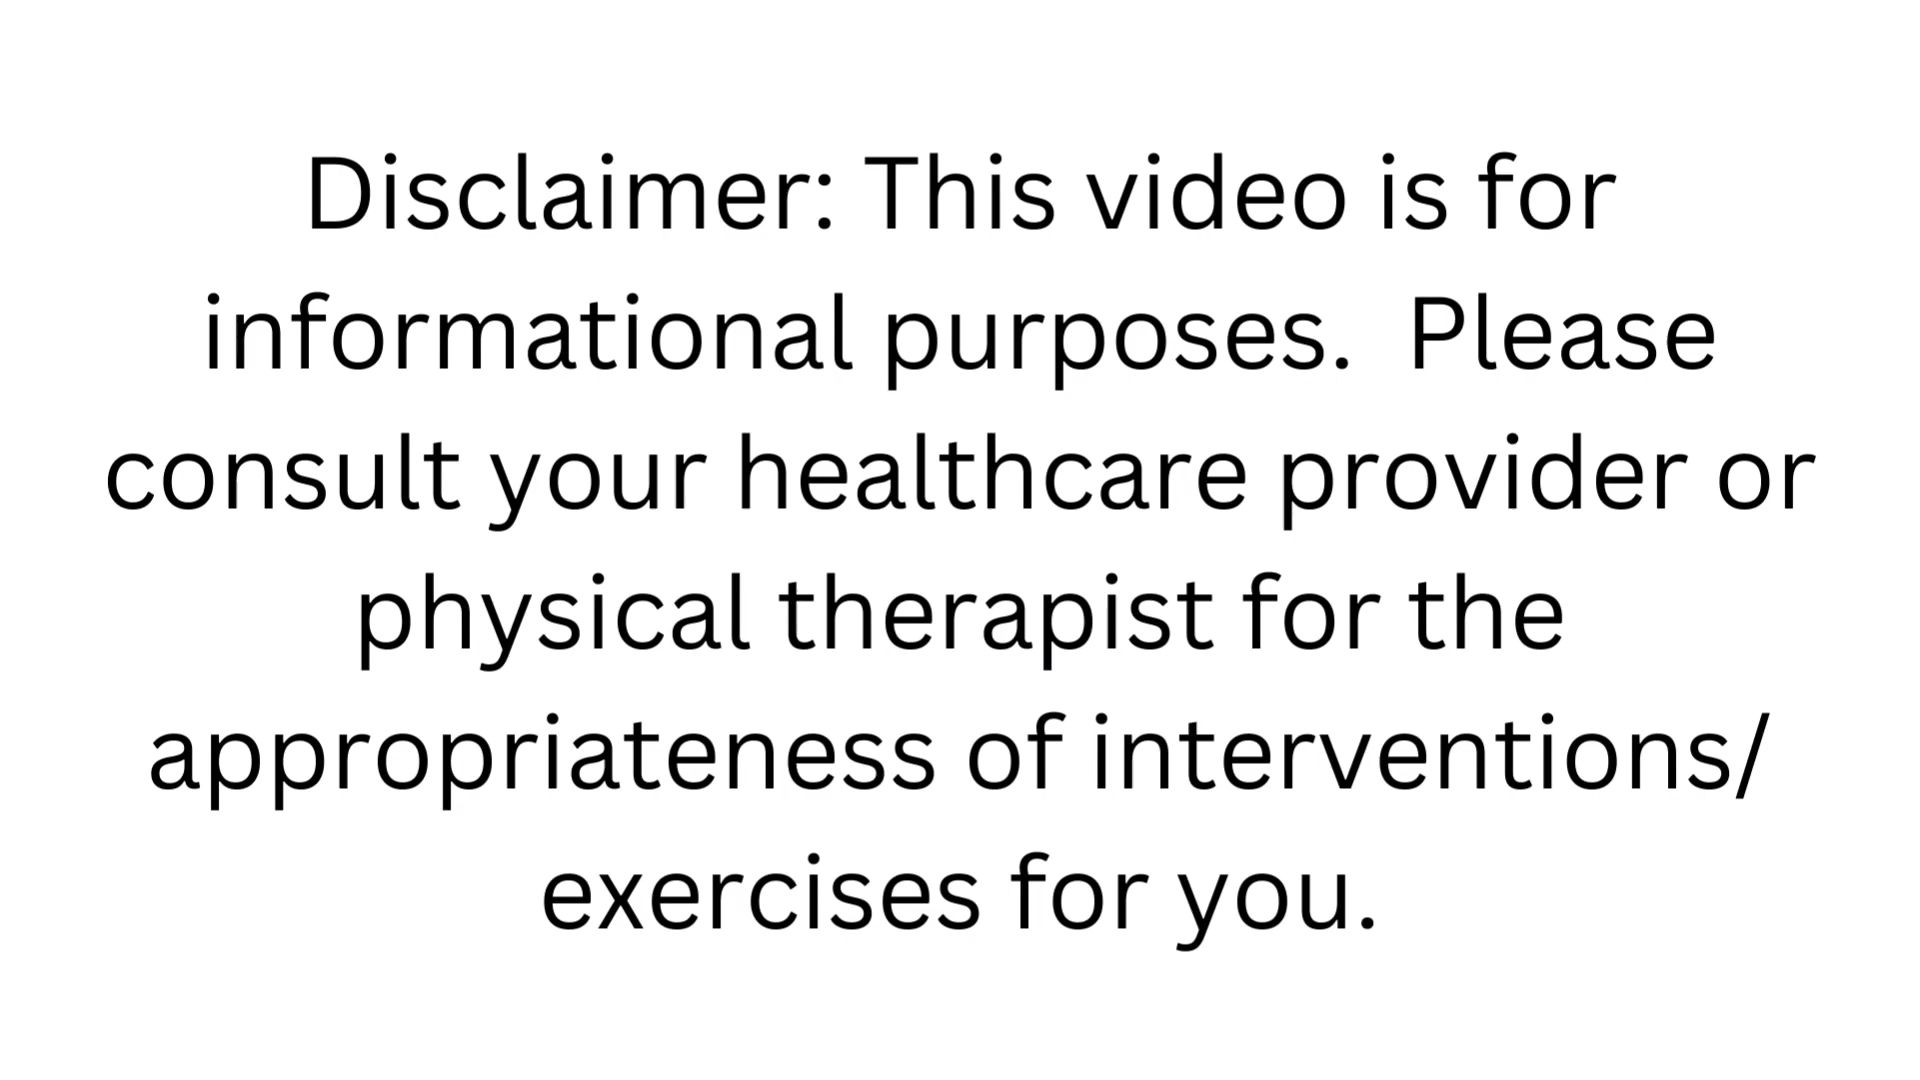 Disclaimer: This video is for
informational purposes.  Please
consult your healthcare provider or
physical therapist for the
appropriateness of interventions/
exercises for you.